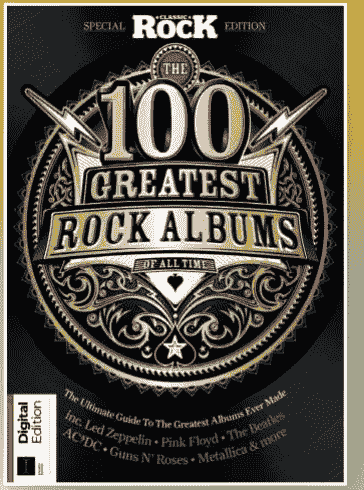 SPECIAL CLASSIC ROCK EDITION
THE
100
GREATEST
ROCK ALBUMS
OF ALL TIME
The Ultimate Guide To The Greatest Albums Ever Made
Inc. Led Zeppelin • Pink Floyd • The Beatles
AC/DC • Guns N' Roses • Metallica & more
Digital
Edition